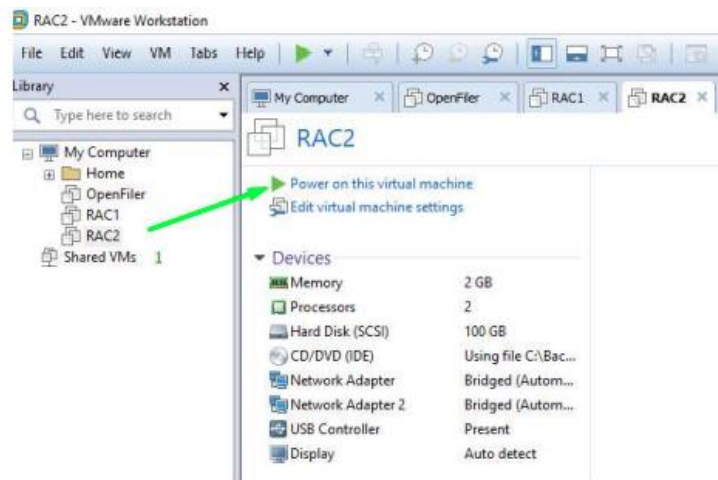 RAC2 - VMware Workstation
File Edit View VM Tabs Help
Library
Type here to search
My Computer
Home
OpenFiler
RAC1
RAC2
Shared VMs 1
My Computer OpenFiler RAC1 RAC2
RAC2
Power on this virtual machine
Edit virtual machine settings
Devices
Memory 2 GB
Processors 2
Hard Disk (SCSI) 100 GB
CD/DVD (IDE) Using file C:\Bac...
Network Adapter Bridged (Autom...
Network Adapter 2 Bridged (Autom...
USB Controller Present
Display Auto detect